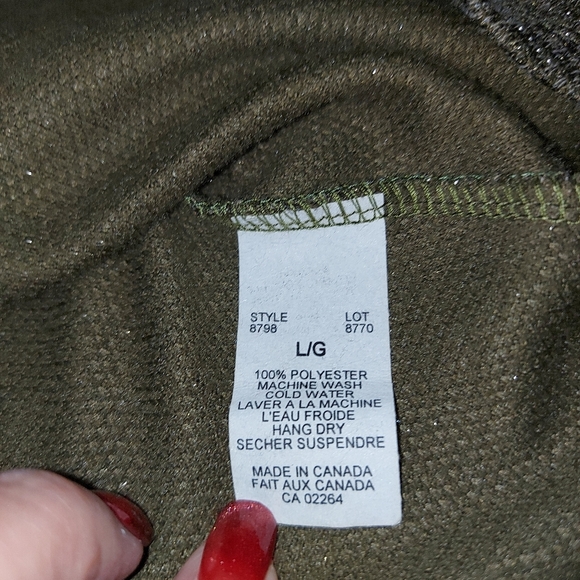 STYLE LOT
8798 8770
L/G
100% POLYESTER
MACHINE WASH
COLD WATER
LAVER A LA MACHINE
L'EAU FROIDE
HANG DRY
SECHER SUSPENDRE
MADE IN CANADA
FAIT AUX CANADA
CA 02264